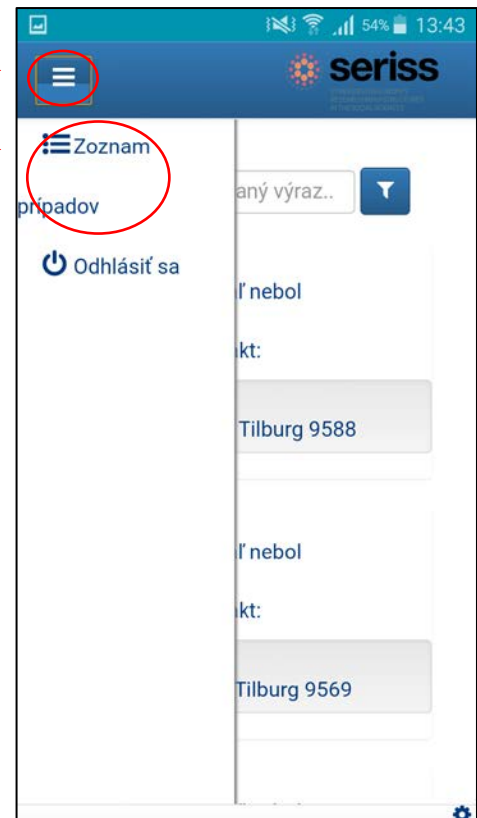 54% 13:43
seriss
Zoznam
prípadov
aný výraz..
Odhlásiť sa
ľ nebol
kt:
Tilburg 9588
ľ nebol
kt:
Tilburg 9569